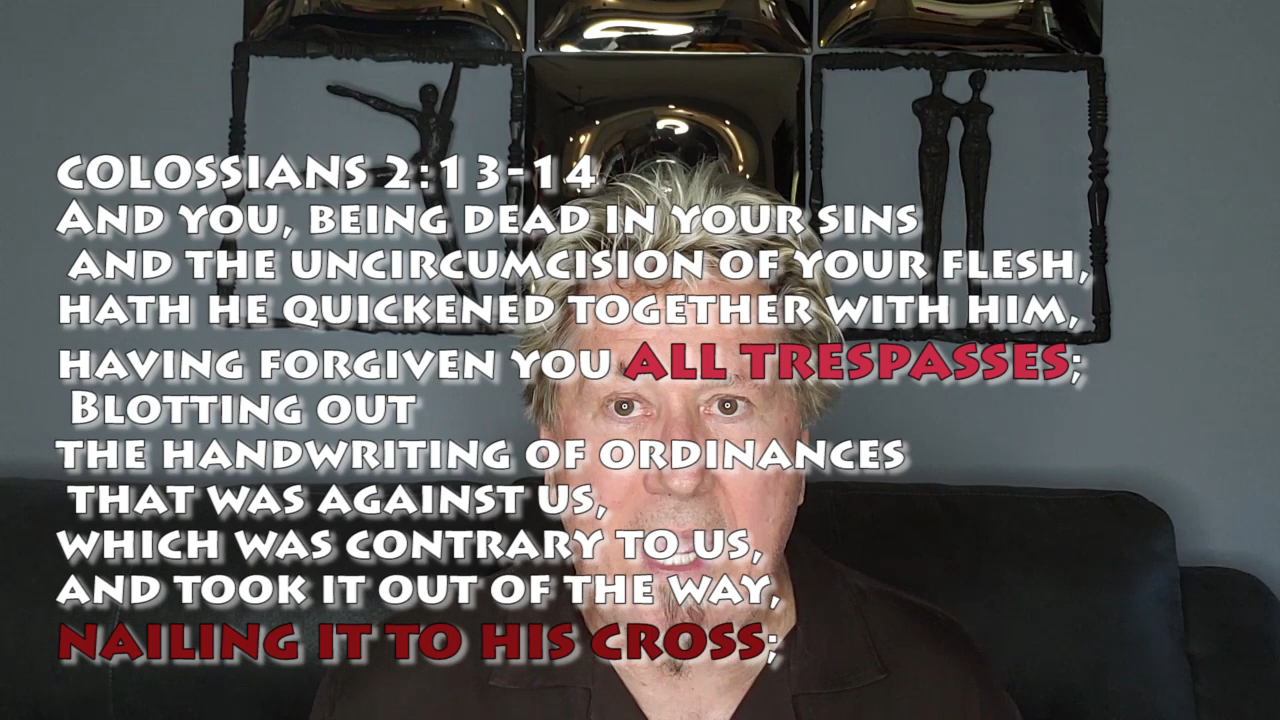 COLOSSIANS 2:13-14
AND YOU, BEING DEAD IN YOUR SINS
AND THE UNCIRCUMCISION OF YOUR FLESH,
HATH HE QUICKENED TOGETHER WITH HIM,
HAVING FORGIVEN YOU ALL TRESPASSES;
BLOTTING OUT
THE HANDWRITING OF ORDINANCES
THAT WAS AGAINST US,
WHICH WAS CONTRARY TO US,
AND TOOK IT OUT OF THE WAY,
NAILING IT TO HIS CROSS;